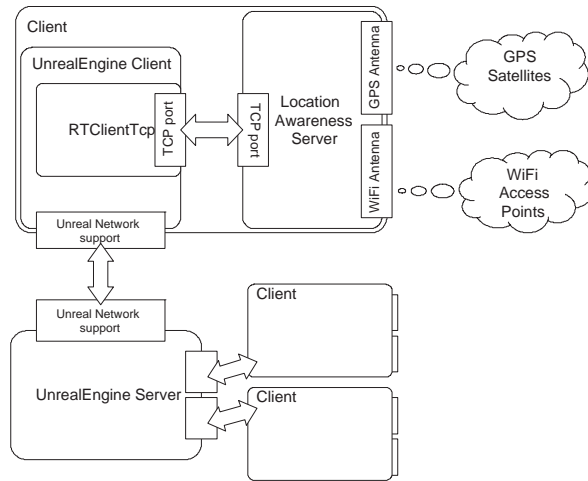 Client
UnrealEngine Client
RTClientTcp
TCP port
TCP port
Location
Awareness
Server
GPS Antenna
WiFi Antenna
GPS
Satellites
WiFi
Access
Points
Unreal Network
support
Unreal Network
support
UnrealEngine Server
Client
Client